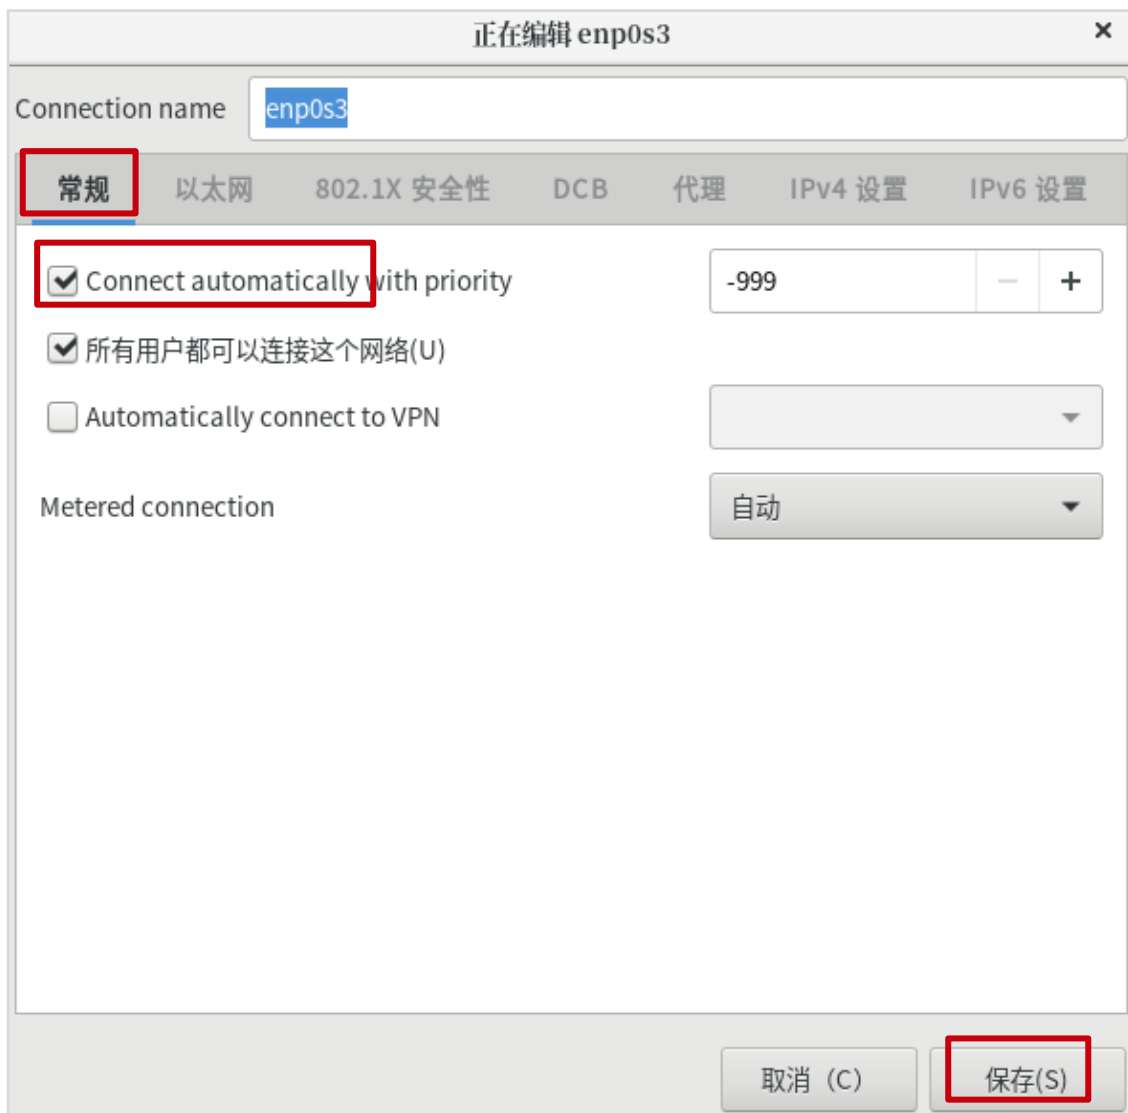 正在编辑 enp0s3 ×
Connection name enp0s3
常规 以太网 802.1X 安全性 DCB 代理 IPv4 设置 IPv6 设置
Connect automatically with priority -999 − +
所有用户都可以连接这个网络(U)
Automatically connect to VPN
Metered connection 自动
取消（C） 保存(S)